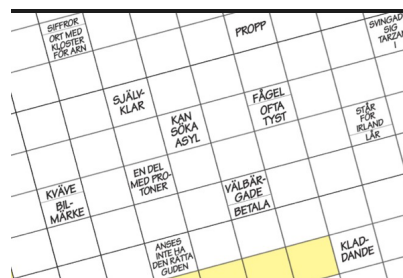 SIFFROR
ORT MED
KLOSTER
FÖR ARN
PROPP
SVINGADE
SIG
TARZAN
I
SJÄLV-
KLAR
KAN
SÖKA
ASYL
FÅGEL
OFTA
TYST
STÅR
FÖR
IRLAND
LÅR
KVÄVE
BIL-
MÄRKE
EN DEL
MED PRO-
TONER
VÄLBÄR-
GADE
BETALA
ANSES
INTE HA
DEN RÄTTA
GUDEN
KLAD-
DANDE